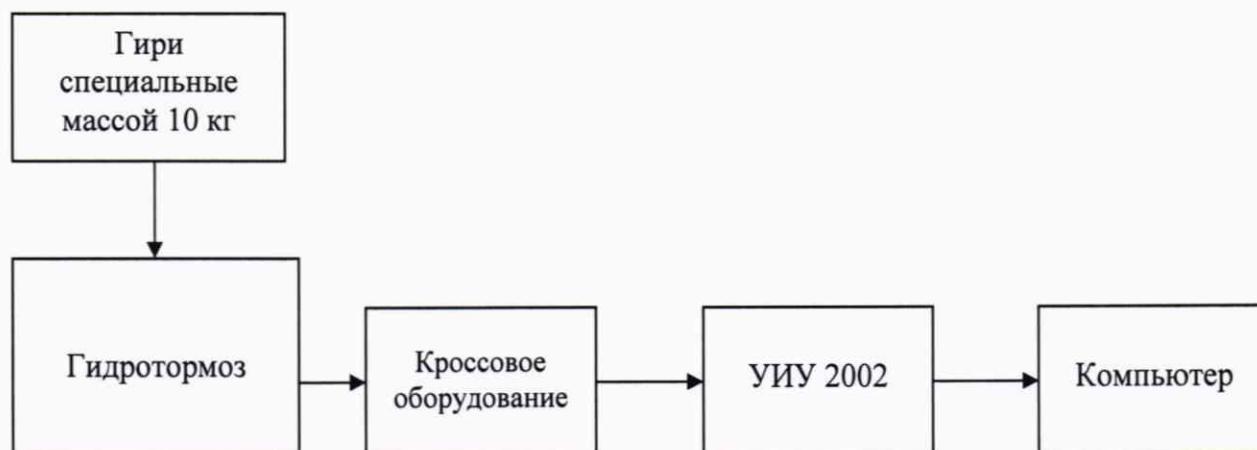 Гири
специальные
массой 10 кг
Гидротормоз
Кроссовое
оборудование
УИУ 2002
Компьютер